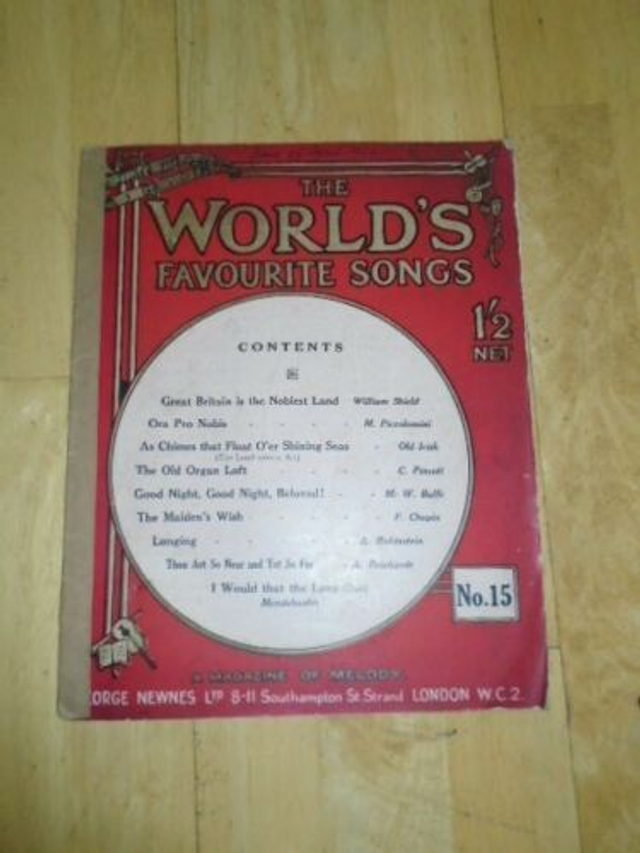 THE
WORLD'S
FAVOURITE SONGS
1'2
NET
CONTENTS
Great Britain is the Noblest Land William Shield
Ora Pro Nobis M. Piccolomini
As Chimes that Float O'er Shining Seas Old Irish
The Old Organ Loft C. Pinsuti
Good Night, Good Night, Beloved! M. W. Balfe
The Maiden's Wish F. Chopin
Longing A. Rubinstein
Thou Art So Near and Yet So Far A. Reichardt
I Would that the Love
Mendelssohn
No.15
A MAGAZINE OF MELODY.
ORGE NEWNES LTD 8-11 Southampton St. Strand LONDON W.C.2.